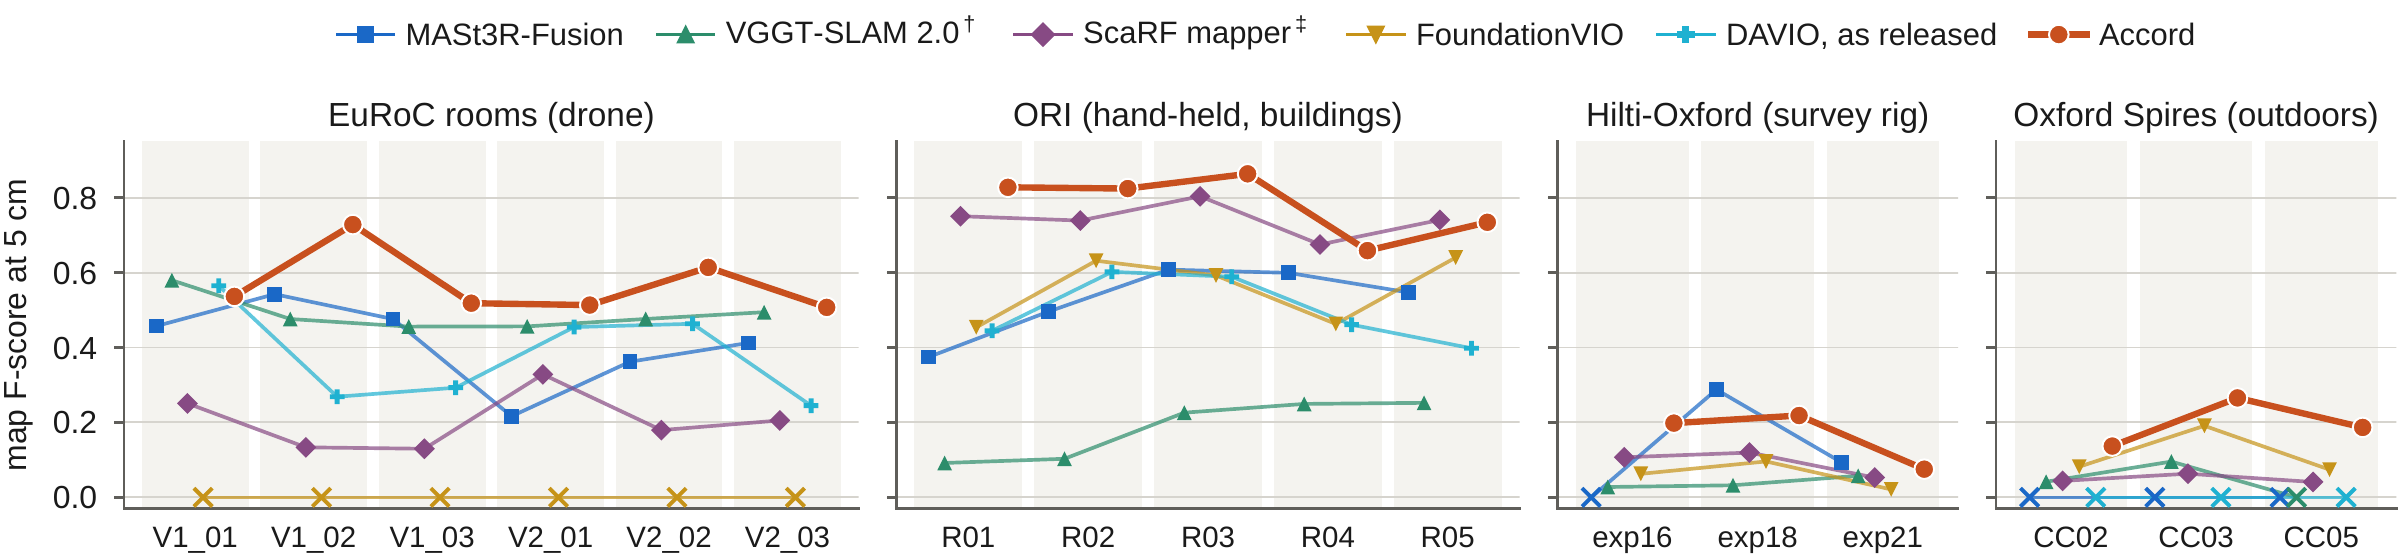 MASt3R-Fusion VGGT-SLAM 2.0† ScaRF mapper‡ FoundationVIO DAVIO, as released Accord
EuRoC rooms (drone) ORI (hand-held, buildings) Hilti-Oxford (survey rig) Oxford Spires (outdoors)
map F-score at 5 cm
0.8
0.6
0.4
0.2
0.0
V1_01 V1_02 V1_03 V2_01 V2_02 V2_03 R01 R02 R03 R04 R05 exp16 exp18 exp21 CC02 CC03 CC05